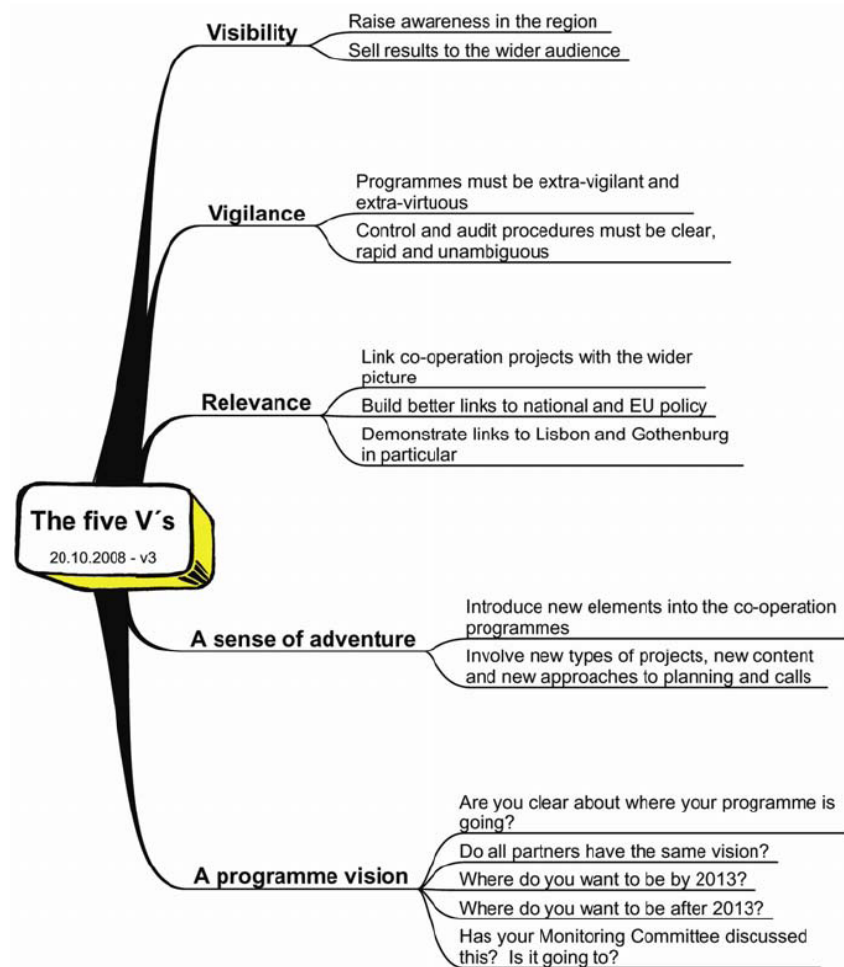 Visibility
Raise awareness in the region
Sell results to the wider audience
Vigilance
Programmes must be extra-vigilant and
extra-virtuous
Control and audit procedures must be clear,
rapid and unambiguous
Relevance
Link co-operation projects with the wider
picture
Build better links to national and EU policy
Demonstrate links to Lisbon and Gothenburg
in particular
The five V´s
20.10.2008 - v3
A sense of adventure
Introduce new elements into the co-operation
programmes
Involve new types of projects, new content
and new approaches to planning and calls
A programme vision
Are you clear about where your programme is
going?
Do all partners have the same vision?
Where do you want to be by 2013?
Where do you want to be after 2013?
Has your Monitoring Committee discussed
this?  Is it going to?